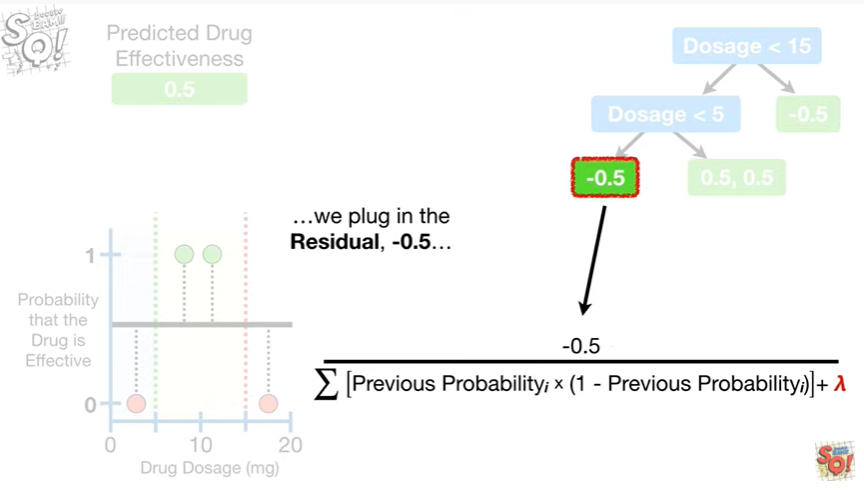 SQ!
Predicted Drug
Effectiveness
0.5
Dosage < 15
Dosage < 5
-0.5
-0.5
0.5, 0.5
...we plug in the
Residual, -0.5...
-0.5
∑ [Previous Probabilityᵢ × (1 - Previous Probabilityᵢ)]+ λ
1
Probability
that the
Drug is
Effective
0
0
10
20
Drug Dosage (mg)
SQ!